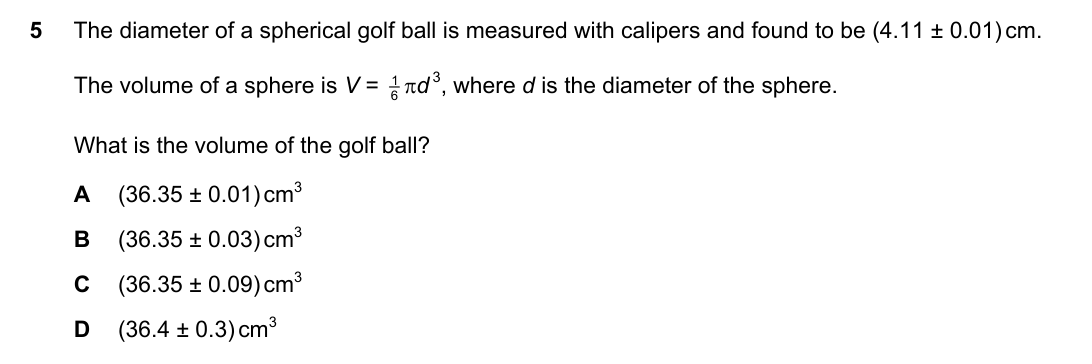 5 The diameter of a spherical golf ball is measured with calipers and found to be (4.11 ± 0.01) cm.
The volume of a sphere is V = 1/6 πd³, where d is the diameter of the sphere.
What is the volume of the golf ball?
A (36.35 ± 0.01) cm³
B (36.35 ± 0.03) cm³
C (36.35 ± 0.09) cm³
D (36.4 ± 0.3) cm³